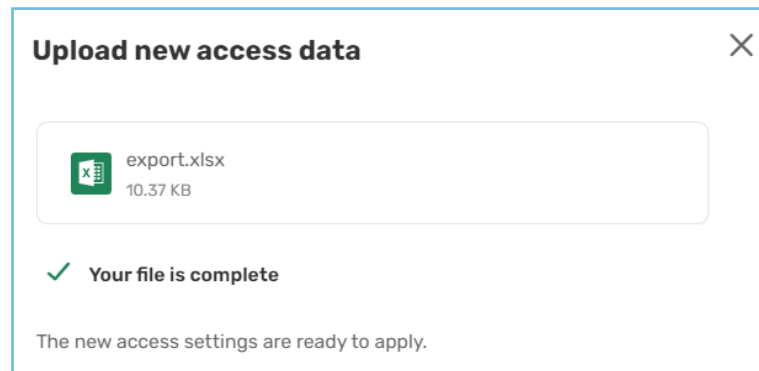 Upload new access data
export.xlsx
10.37 KB
Your file is complete
The new access settings are ready to apply.